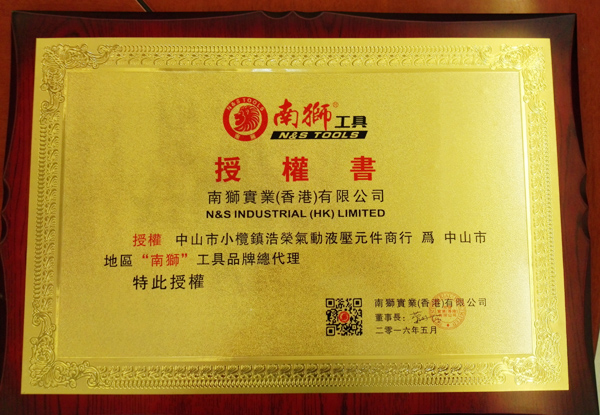 N&S TOOLS
南獅®工具
N&S TOOLS
授權書
南獅實業(香港)有限公司
N&S INDUSTRIAL (HK) LIMITED
授權 中山市小欖鎮浩榮氣動液壓元件商行 爲 中山市
地區“南獅”工具品牌總代理
特此授權
南獅實業(香港)有限公司
董事長:
二零一六年五月